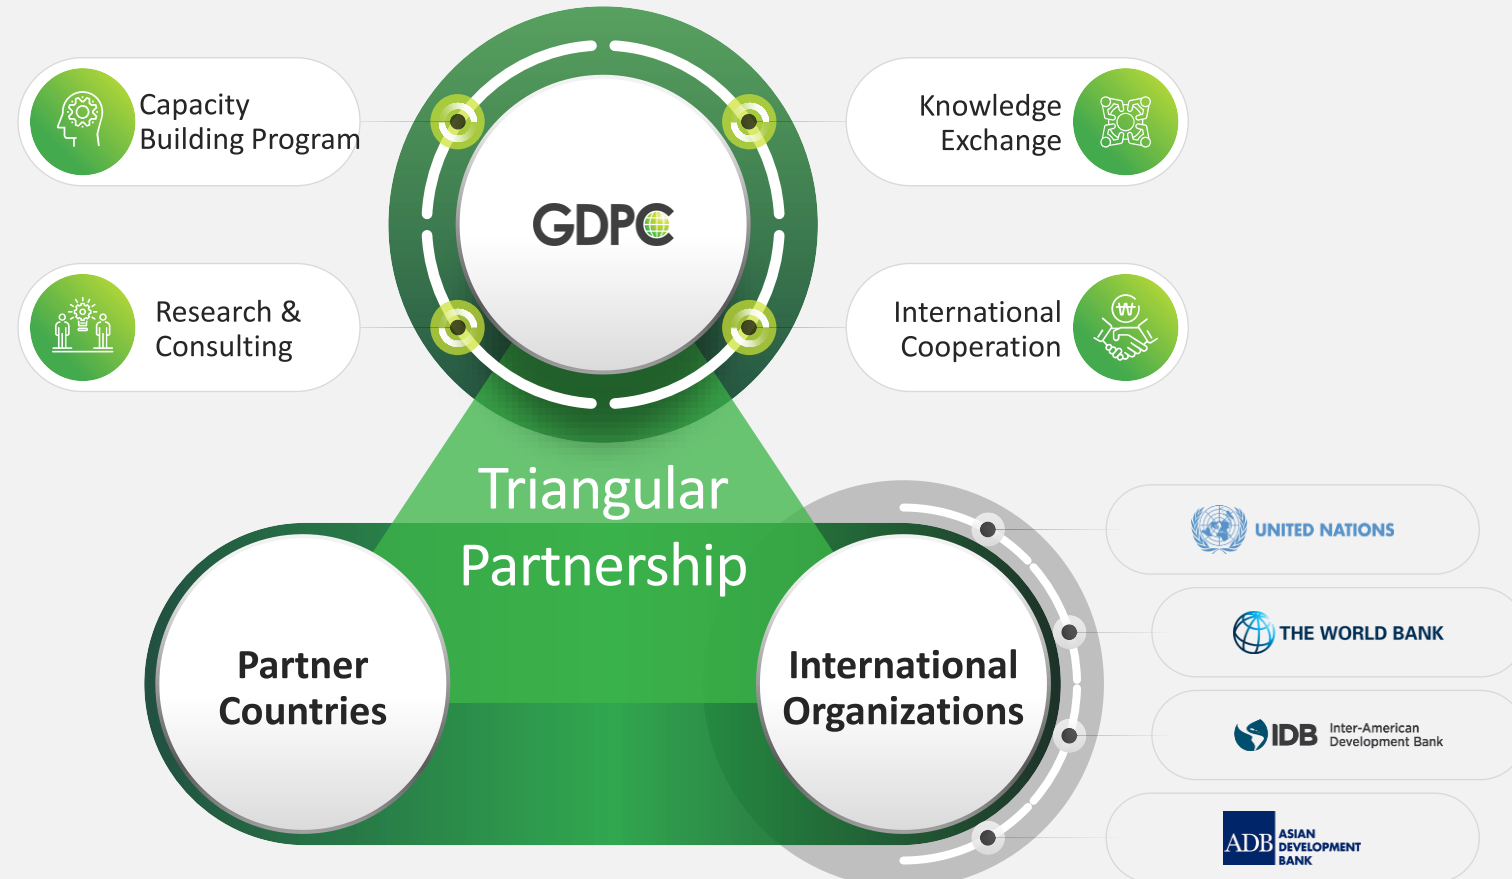 Capacity
Building Program
Knowledge
Exchange
GDPC
Research &
Consulting
International
Cooperation
₩
Triangular
Partnership
Partner
Countries
International
Organizations
UNITED NATIONS
THE WORLD BANK
IDB
Inter-American
Development Bank
ADB
ASIAN
DEVELOPMENT
BANK